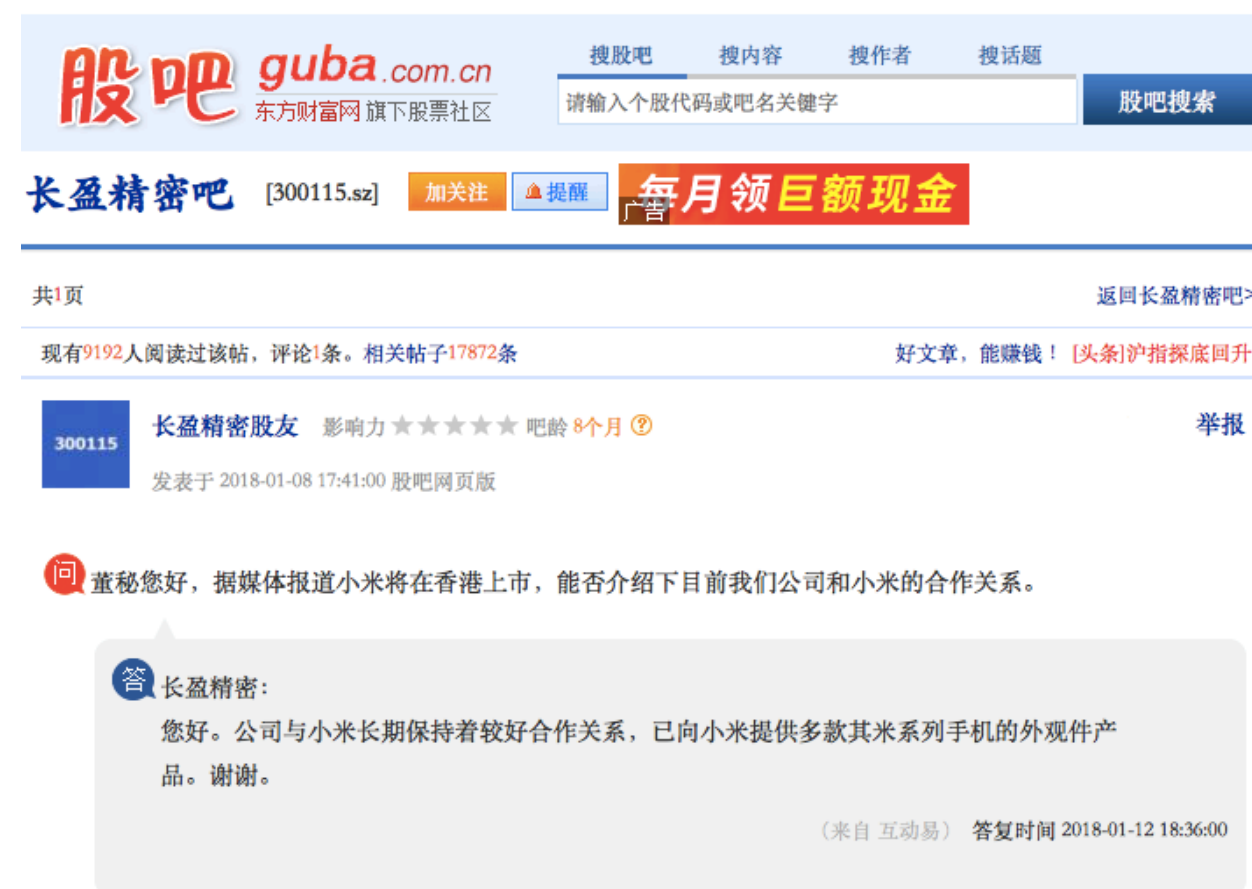 股吧 guba.com.cn
东方财富网旗下股票社区
搜股吧 搜内容 搜作者 搜话题
请输入个股代码或吧名关键字 股吧搜索
长盈精密吧 [300115.sz] 加关注 提醒 每月领巨额现金
广告
共1页 返回长盈精密吧>
现有9192人阅读过该帖，评论1条。相关帖子17872条 好文章，能赚钱！ [头条]沪指探底回升
300115
长盈精密股友 影响力 吧龄 8个月 ? 举报
发表于 2018-01-08 17:41:00 股吧网页版
问 董秘您好，据媒体报道小米将在香港上市，能否介绍下目前我们公司和小米的合作关系。
答 长盈精密：
您好。公司与小米长期保持着较好合作关系，已向小米提供多款其米系列手机的外观件产
品。谢谢。
（来自 互动易） 答复时间 2018-01-12 18:36:00